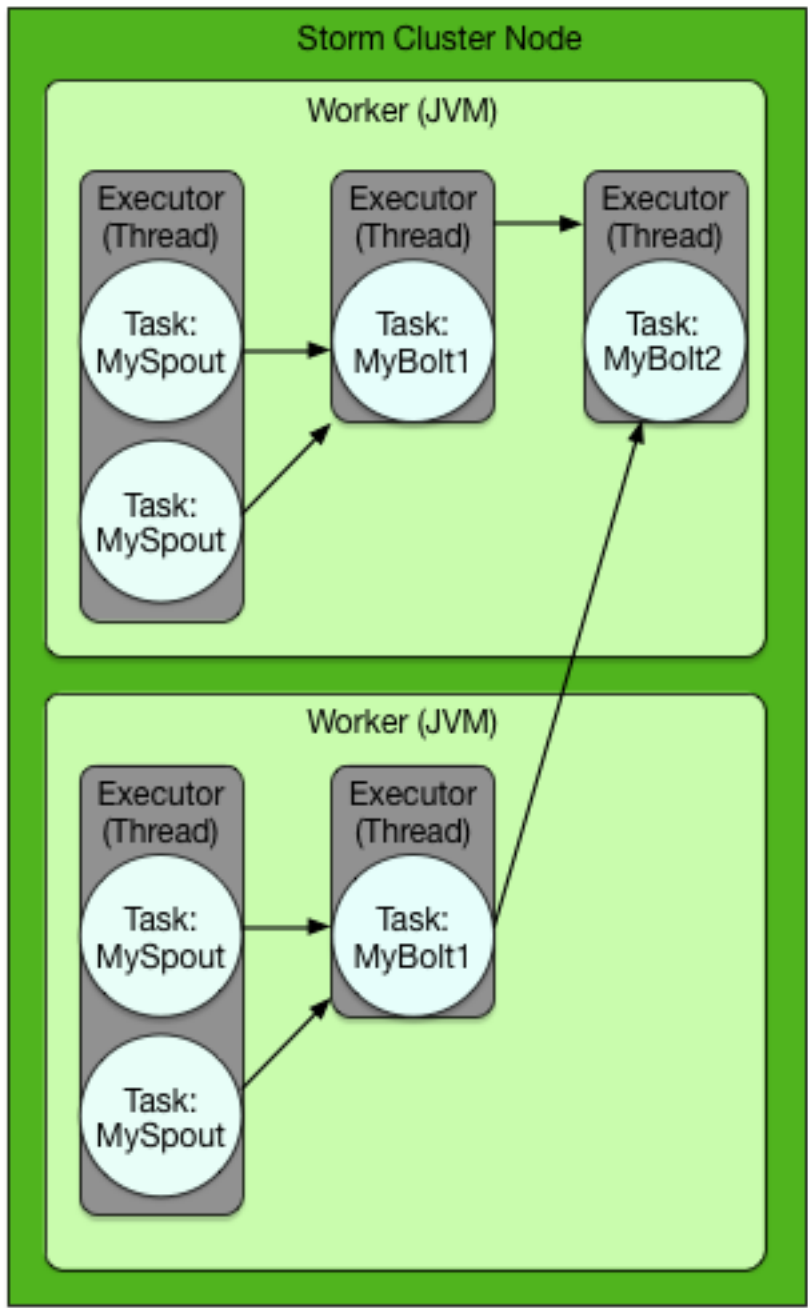 Storm Cluster Node
Worker (JVM)
Executor
(Thread)
Task:
MySpout
Task:
MySpout
Executor
(Thread)
Task:
MyBolt1
Executor
(Thread)
Task:
MyBolt2
Worker (JVM)
Executor
(Thread)
Task:
MySpout
Task:
MySpout
Executor
(Thread)
Task:
MyBolt1